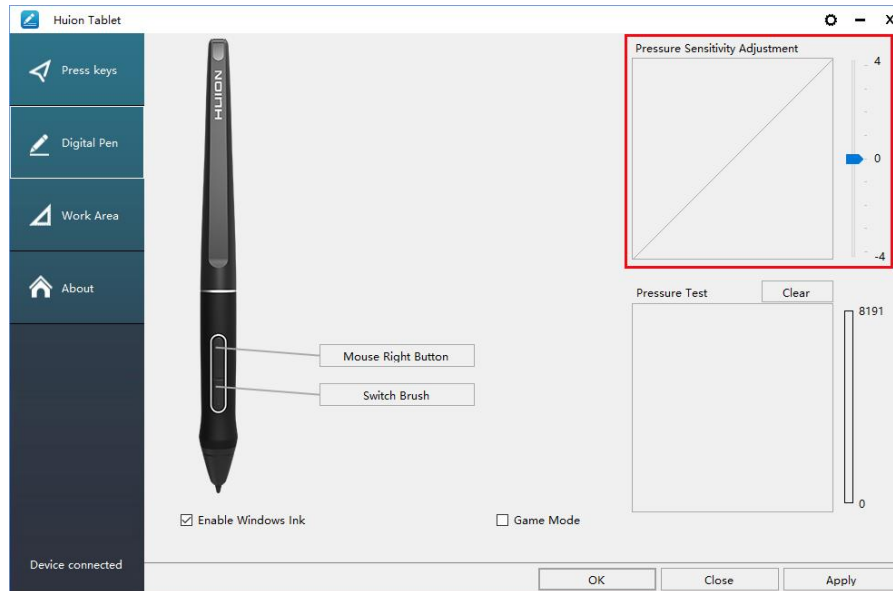 Huion Tablet
Press keys
Digital Pen
Work Area
About
Device connected
HUION
Mouse Right Button
Switch Brush
Enable Windows Ink
Game Mode
Pressure Sensitivity Adjustment
4
0
-4
Pressure Test
Clear
8191
0
OK
Close
Apply